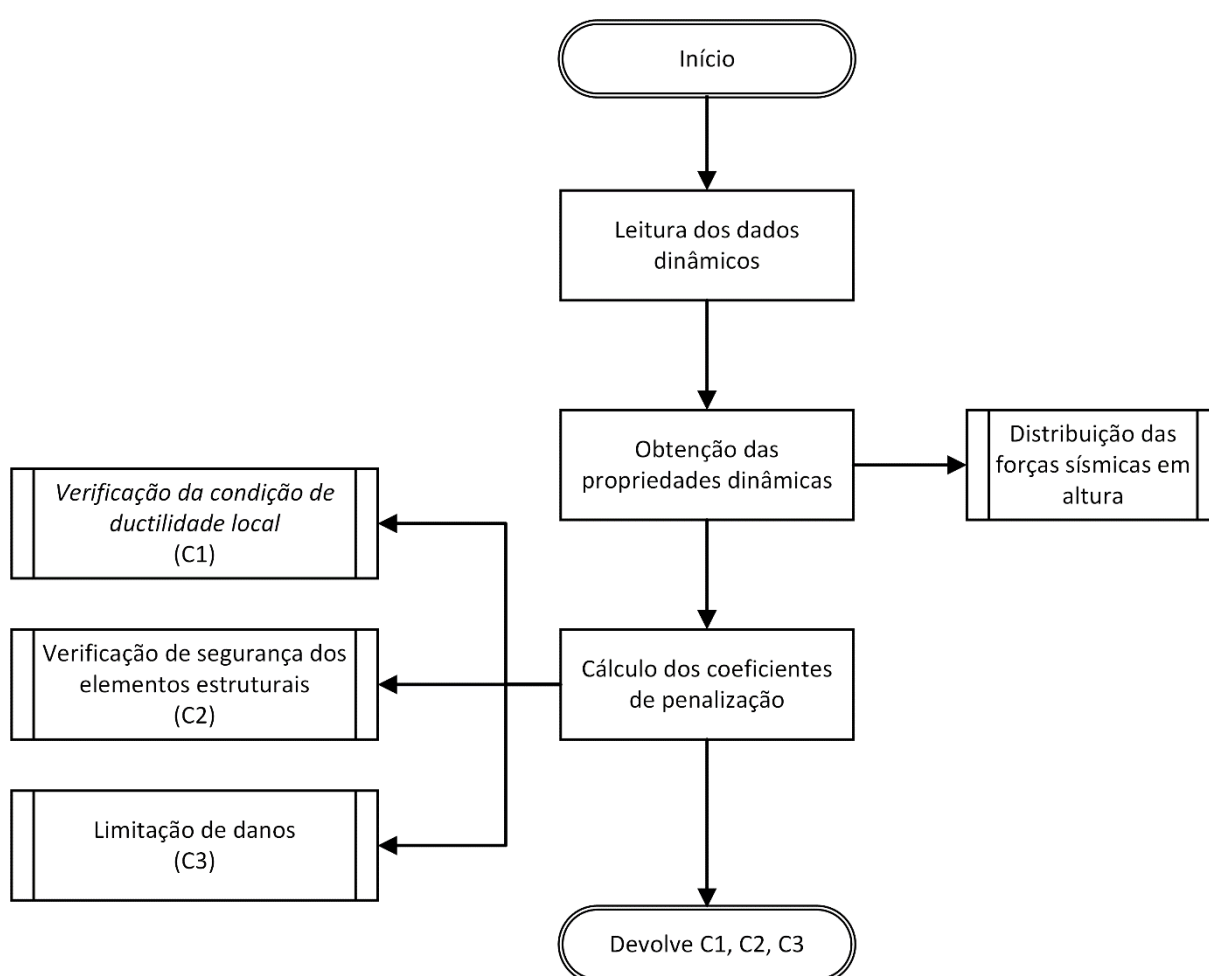 Início
Leitura dos dados
dinâmicos
Obtenção das
propriedades dinâmicas
Distribuição das
forças sísmicas em
altura
Verificação da condição de
ductilidade local
(C1)
Verificação de segurança dos
elementos estruturais
(C2)
Cálculo dos coeficientes
de penalização
Limitação de danos
(C3)
Devolve C1, C2, C3